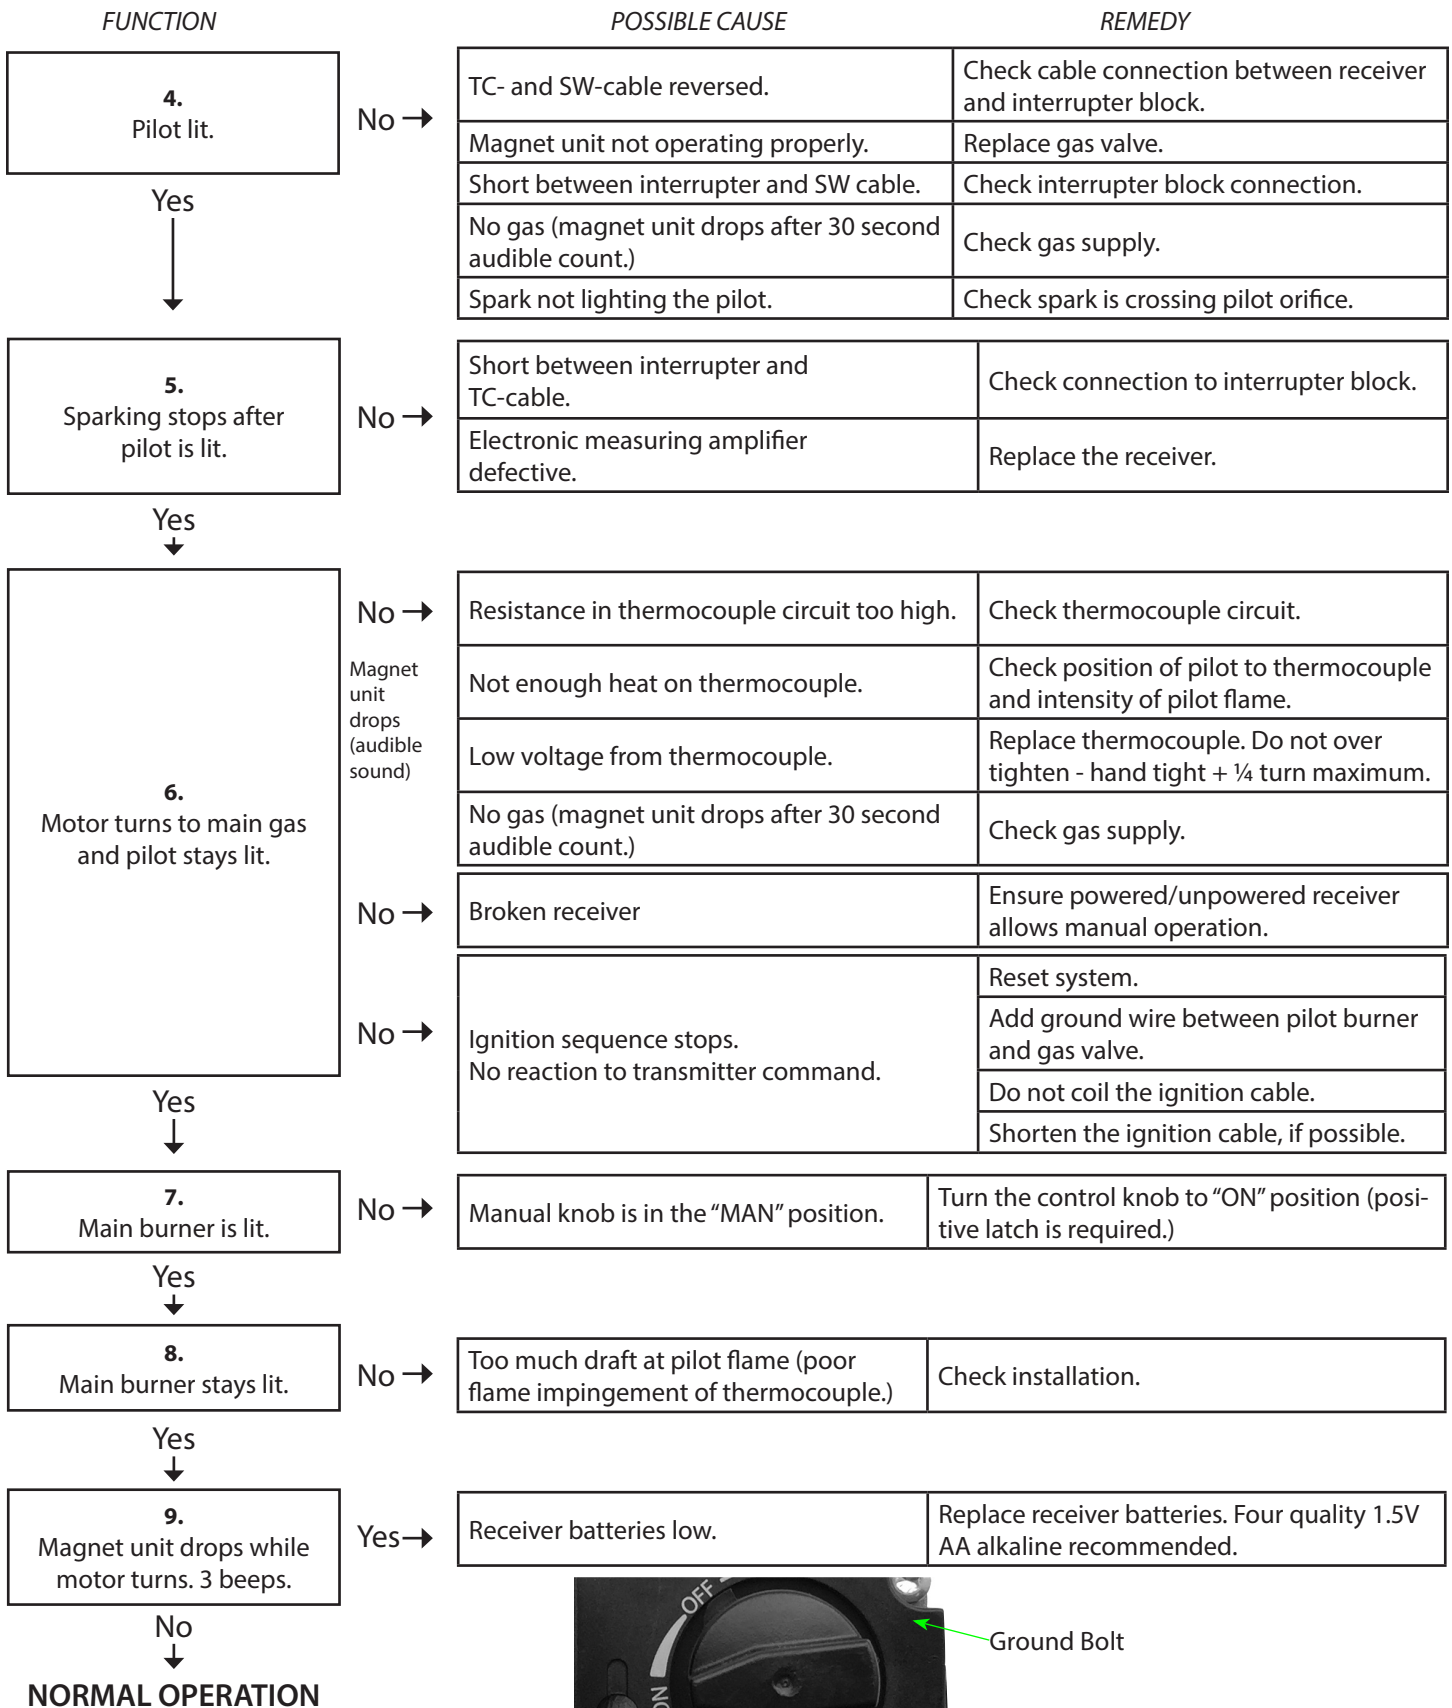 FUNCTION
POSSIBLE CAUSE
REMEDY
4.
Pilot lit.
No
TC- and SW-cable reversed.
Check cable connection between receiver
and interrupter block.
Magnet unit not operating properly.
Replace gas valve.
Short between interrupter and SW cable.
Check interrupter block connection.
No gas (magnet unit drops after 30 second
audible count.)
Check gas supply.
Spark not lighting the pilot.
Check spark is crossing pilot orifice.
Yes
5.
Sparking stops after
pilot is lit.
No
Short between interrupter and
TC-cable.
Check connection to interrupter block.
Electronic measuring amplifier
defective.
Replace the receiver.
Yes
6.
Motor turns to main gas
and pilot stays lit.
No
Magnet
unit
drops
(audible
sound)
Resistance in thermocouple circuit too high.
Check thermocouple circuit.
Not enough heat on thermocouple.
Check position of pilot to thermocouple
and intensity of pilot flame.
Low voltage from thermocouple.
Replace thermocouple. Do not over
tighten - hand tight + ¼ turn maximum.
No gas (magnet unit drops after 30 second
audible count.)
Check gas supply.
No
Broken receiver
Ensure powered/unpowered receiver
allows manual operation.
No
Ignition sequence stops.
No reaction to transmitter command.
Reset system.
Add ground wire between pilot burner
and gas valve.
Do not coil the ignition cable.
Shorten the ignition cable, if possible.
Yes
7.
Main burner is lit.
No
Manual knob is in the “MAN” position.
Turn the control knob to “ON” position (posi-
tive latch is required.)
Yes
8.
Main burner stays lit.
No
Too much draft at pilot flame (poor
flame impingement of thermocouple.)
Check installation.
Yes
9.
Magnet unit drops while
motor turns. 3 beeps.
Yes
Receiver batteries low.
Replace receiver batteries. Four quality 1.5V
AA alkaline recommended.
No
NORMAL OPERATION
OFF
ON
Ground Bolt